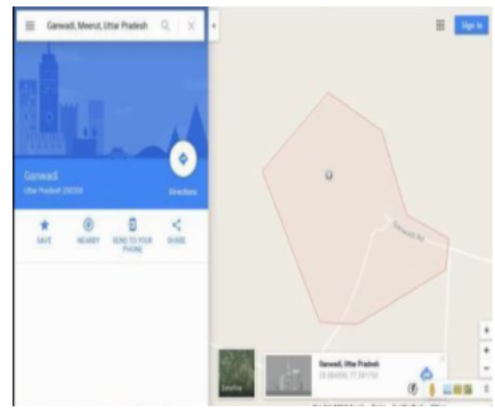 Ganwadi, Meerut, Uttar Pradesh
Sign in
Ganwadi
Uttar Pradesh
Directions
SAVE
NEARBY
SEND TO YOUR
PHONE
SHARE
Ganwadi Rd
Ganwadi, Uttar Pradesh
Earth